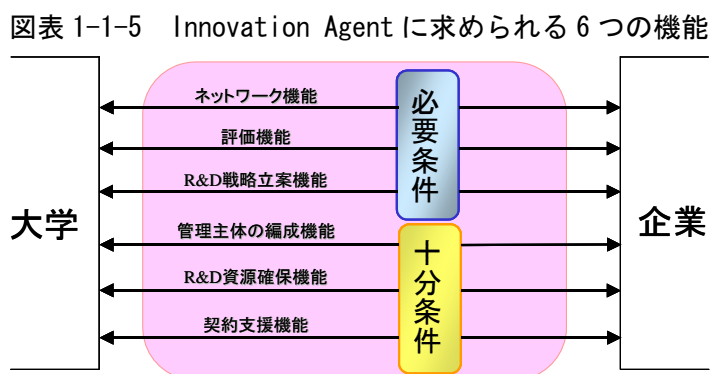 図表 1-1-5 Innovation Agent に求められる 6 つの機能
ネットワーク機能
評価機能
R&D戦略立案機能
管理主体の編成機能
R&D資源確保機能
契約支援機能
必要条件
十分条件
大学
企業